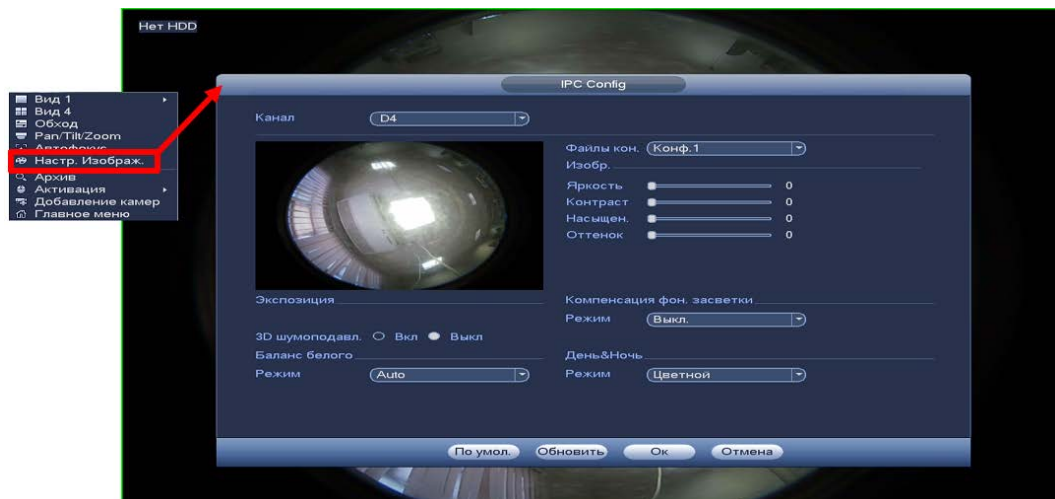 Нет HDD
Вид 1
Вид 4
Обход
Pan/Tilt/Zoom
Автофокус
Настр. Изображ.
Архив
Активация
Добавление камер
Главное меню
IPC Config
Канал D4
Файлы кон. Конф.1
Изобр.
Яркость 0
Контраст 0
Насыщен. 0
Оттенок 0
Экспозиция
3D шумоподавл. Вкл Выкл
Баланс белого
Режим Auto
Компенсация фон. засветки
Режим Выкл.
День&Ночь
Режим Цветной
По умол. Обновить Ок Отмена